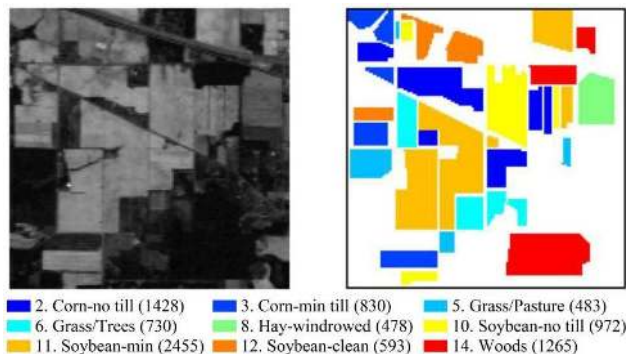 2. Corn-no till (1428) 3. Corn-min till (830) 5. Grass/Pasture (483)
6. Grass/Trees (730) 8. Hay-windrowed (478) 10. Soybean-no till (972)
11. Soybean-min (2455) 12. Soybean-clean (593) 14. Woods (1265)